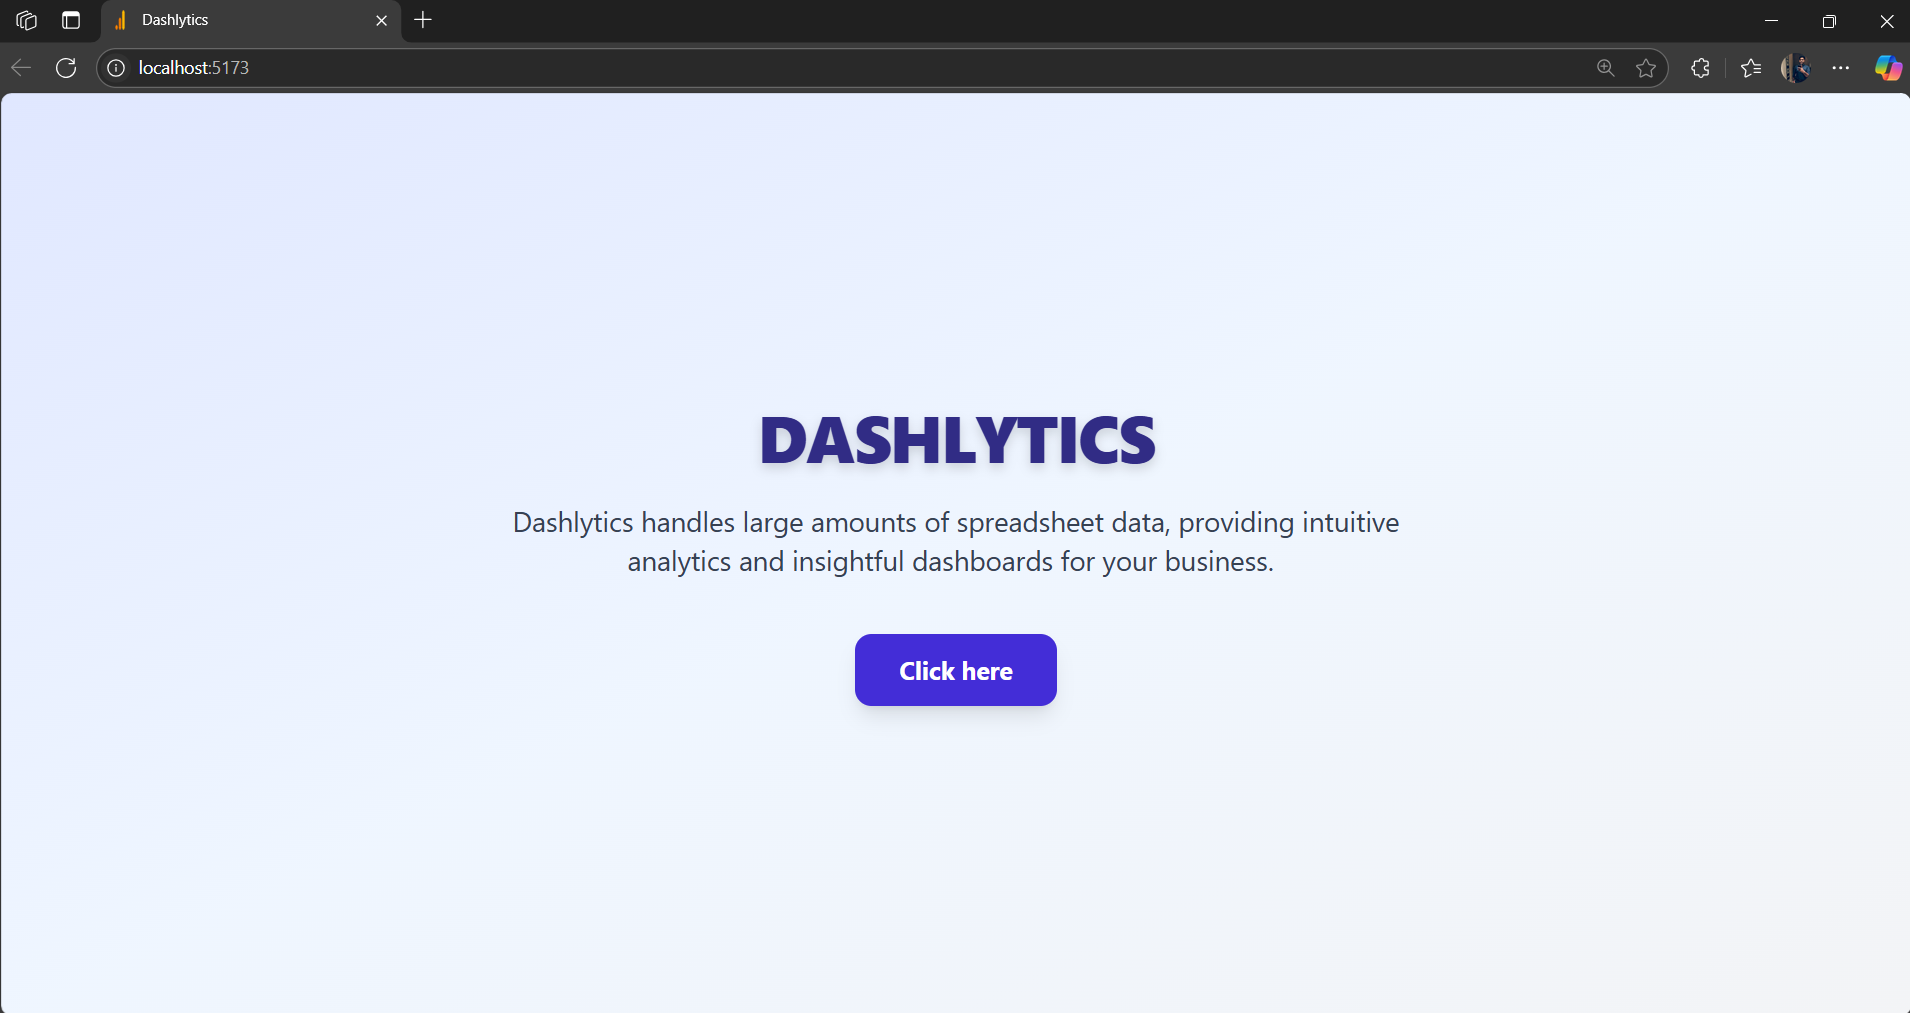 Dashlytics
localhost:5173
DASHLYTICS
Dashlytics handles large amounts of spreadsheet data, providing intuitive
analytics and insightful dashboards for your business.
Click here